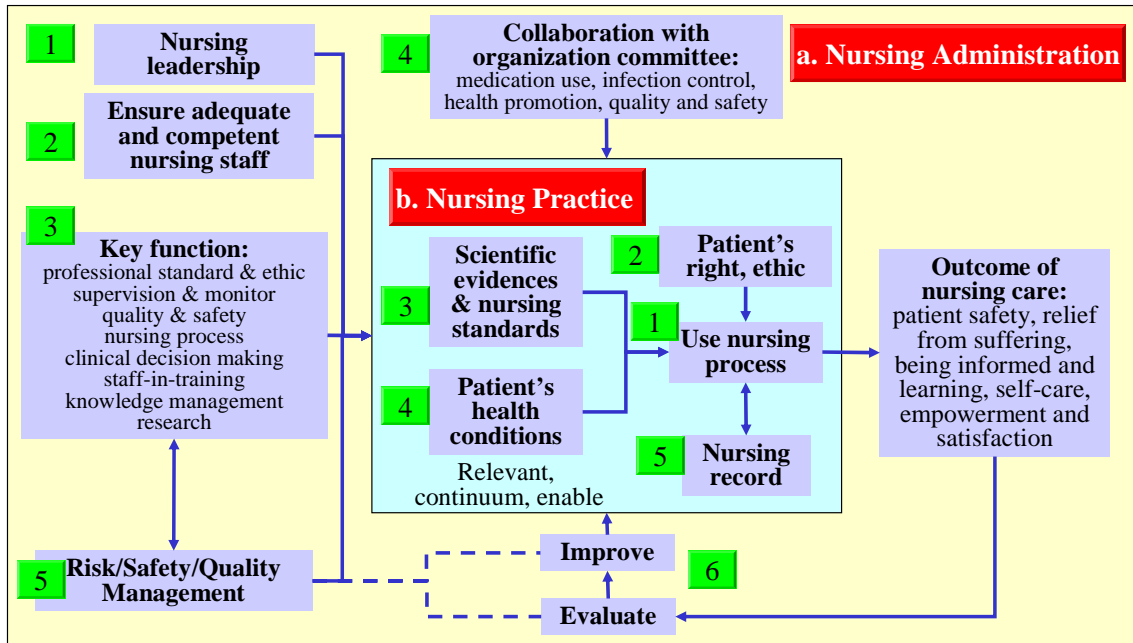 1
Nursing
leadership
2
Ensure adequate
and competent
nursing staff
3
Key function:
professional standard & ethic
supervision & monitor
quality & safety
nursing process
clinical decision making
staff-in-training
knowledge management
research
5
Risk/Safety/Quality
Management
4
Collaboration with
organization committee:
medication use, infection control,
health promotion, quality and safety
a. Nursing Administration
b. Nursing Practice
3
Scientific
evidences
& nursing
standards
4
Patient’s
health
conditions
Relevant,
continuum, enable
2
Patient’s
right, ethic
1
Use nursing
process
5
Nursing
record
Outcome of
nursing care:
patient safety, relief
from suffering,
being informed and
learning, self-care,
empowerment and
satisfaction
Improve
6
Evaluate